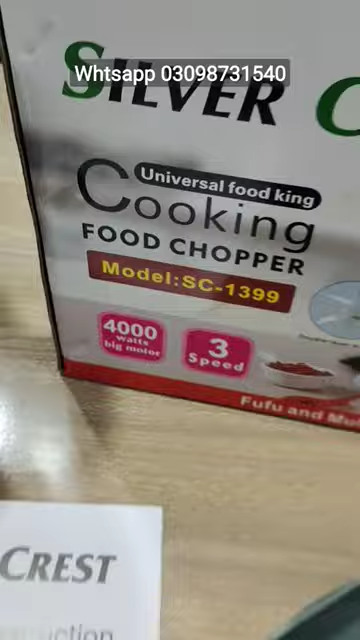 Whtsapp 03098731540
SILVER C
Universal food king
Cooking
FOOD CHOPPER
Model:SC-1399
4000
watts
big motor
3
Speed
Fufu and Mu
CREST
uction